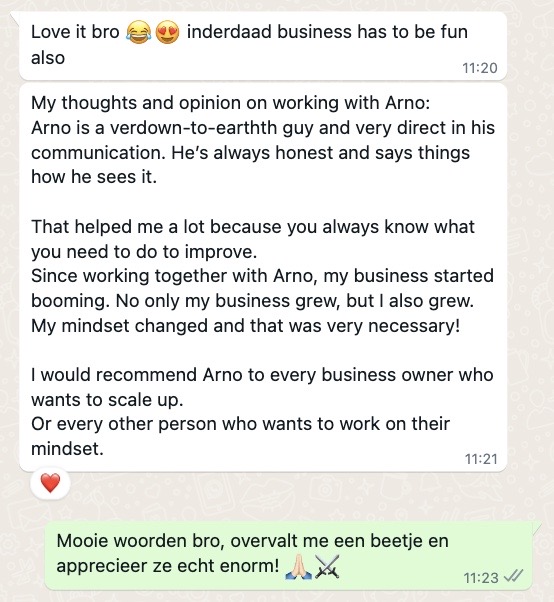 Love it bro 😂😍 inderdaad business has to be fun
also
11:20
My thoughts and opinion on working with Arno:
Arno is a verdown-to-earthth guy and very direct in his
communication. He’s always honest and says things
how he sees it.
That helped me a lot because you always know what
you need to do to improve.
Since working together with Arno, my business started
booming. No only my business grew, but I also grew.
My mindset changed and that was very necessary!
I would recommend Arno to every business owner who
wants to scale up.
Or every other person who wants to work on their
mindset.
11:21
❤️
Mooie woorden bro, overvalt me een beetje en
apprecieer ze echt enorm! 🙏🏻⚔️
11:23